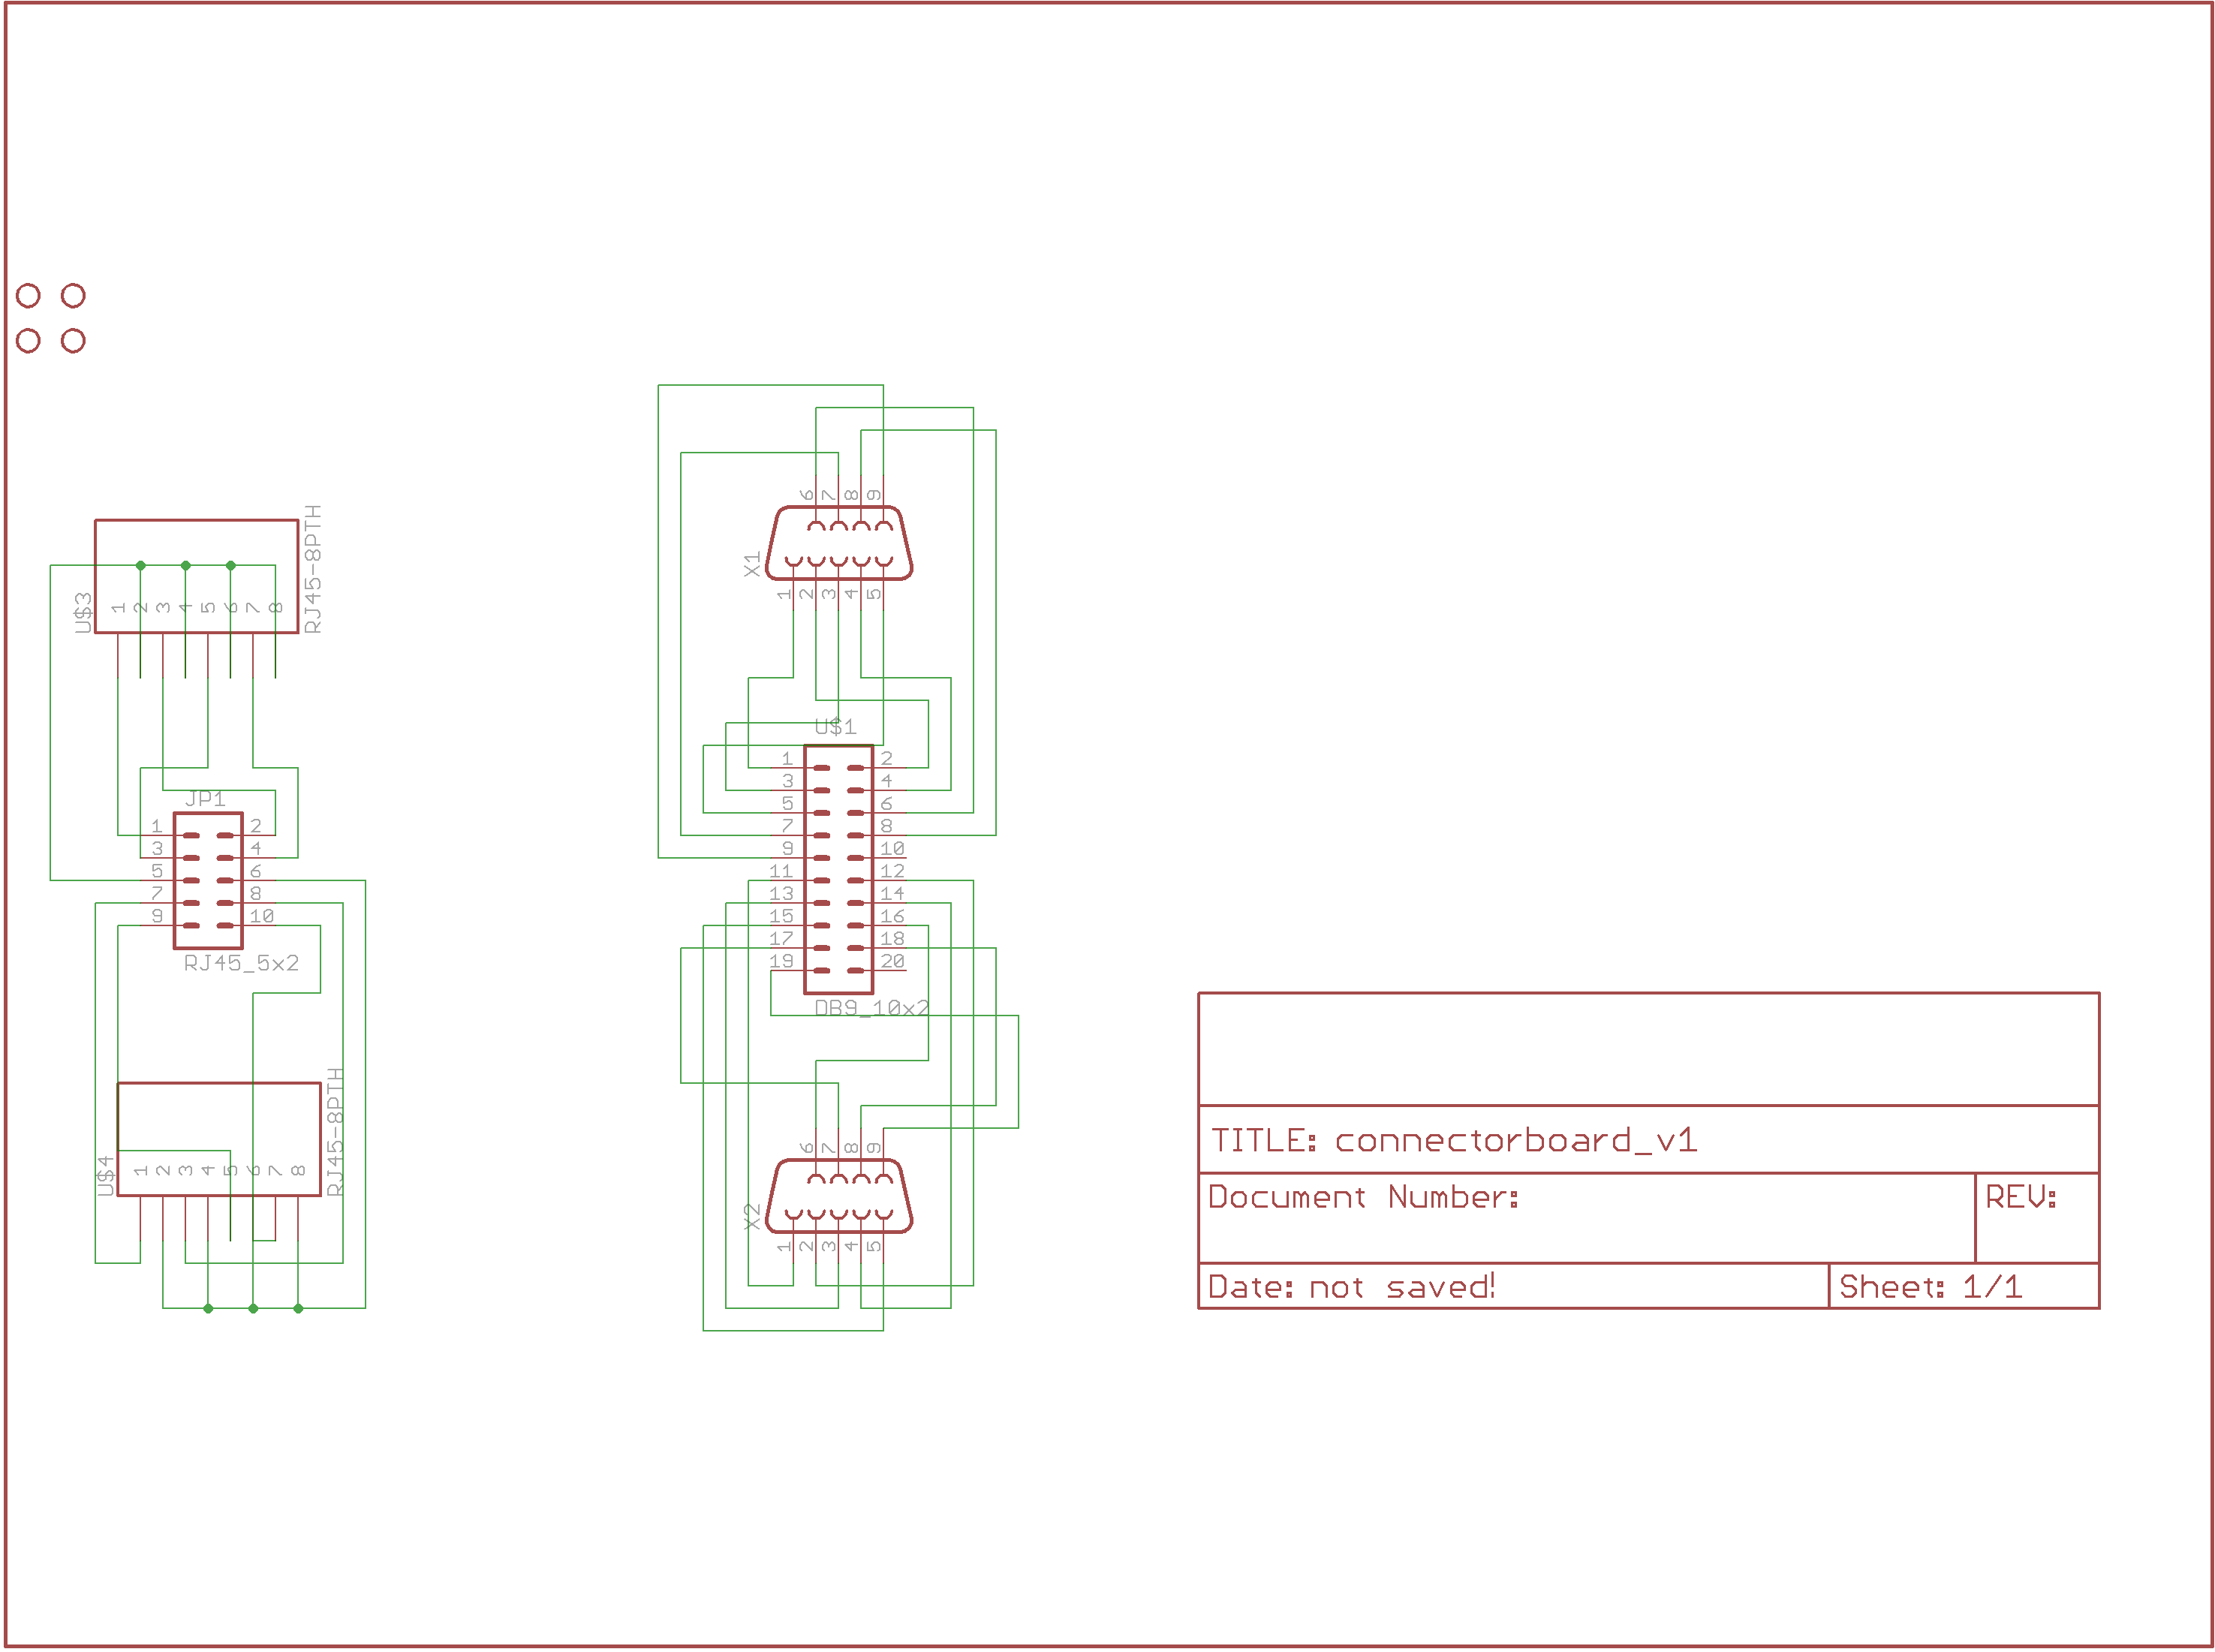 U$3
1 2 3 4 5 6 7 8
RJ45-8PTH
JP1
1 2
3 4
5 6
7 8
9 10
RJ45_5x2
U$4
1 2 3 4 5 6 7 8
RJ45-8PTH
X1
6 7 8 9
1 2 3 4 5
U$1
1 2
3 4
5 6
7 8
9 10
11 12
13 14
15 16
17 18
19 20
DB9_10x2
X2
6 7 8 9
1 2 3 4 5
TITLE: connectorboard_v1
Document Number: REV:
Date: not saved! Sheet: 1/1